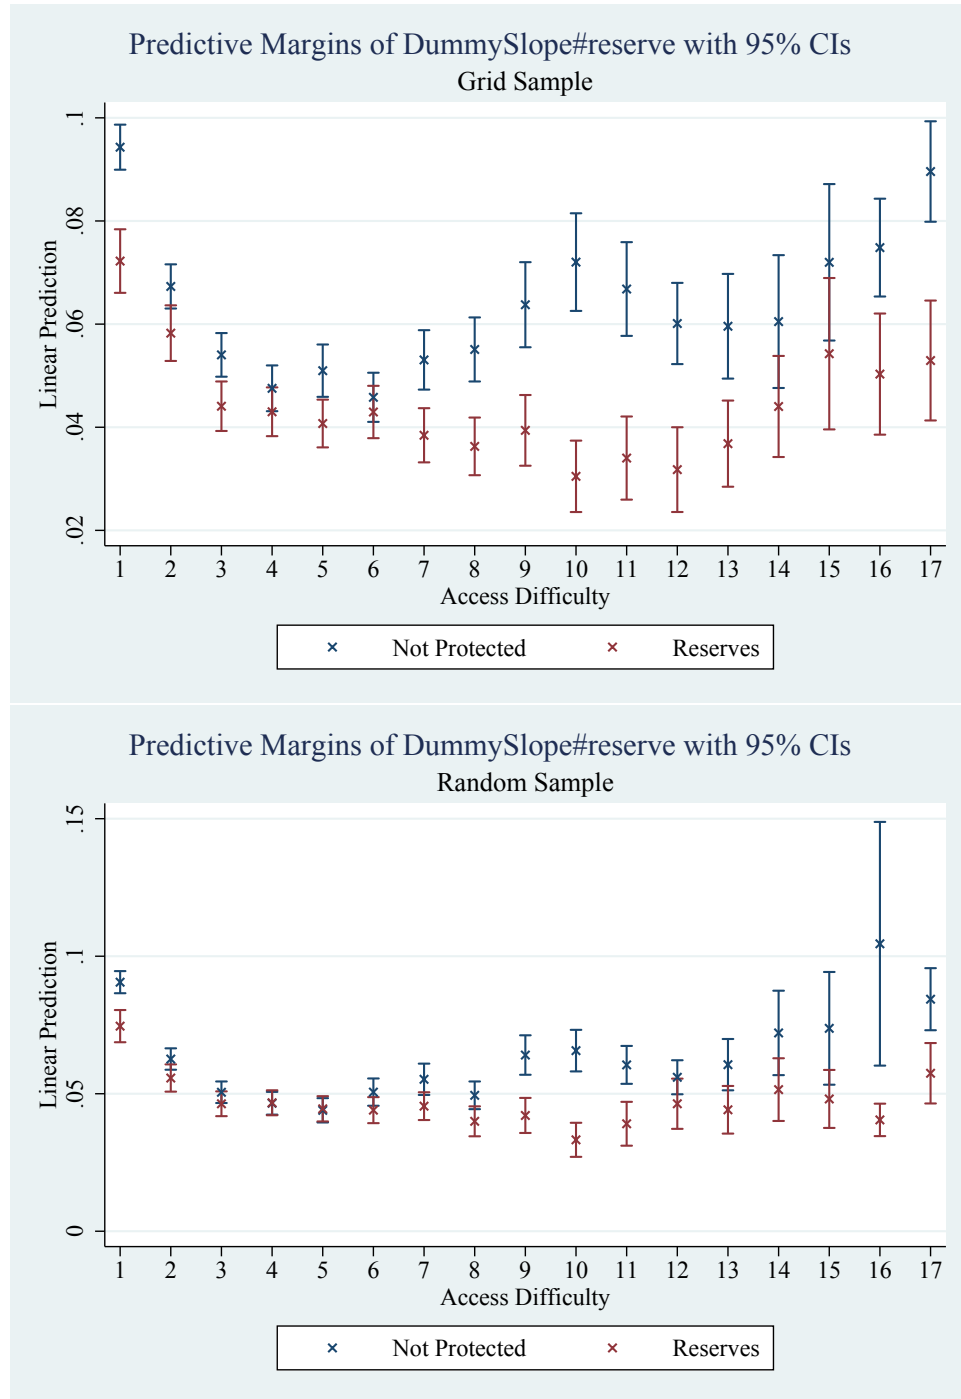 Predictive Margins of DummySlope#reserve with 95% CIs
Grid Sample
Linear Prediction
.1
.08
.06
.04
.02
1 2 3 4 5 6 7 8 9 10 11 12 13 14 15 16 17
Access Difficulty
Not Protected Reserves
Predictive Margins of DummySlope#reserve with 95% CIs
Random Sample
Linear Prediction
.15
.1
.05
0
1 2 3 4 5 6 7 8 9 10 11 12 13 14 15 16 17
Access Difficulty
Not Protected Reserves